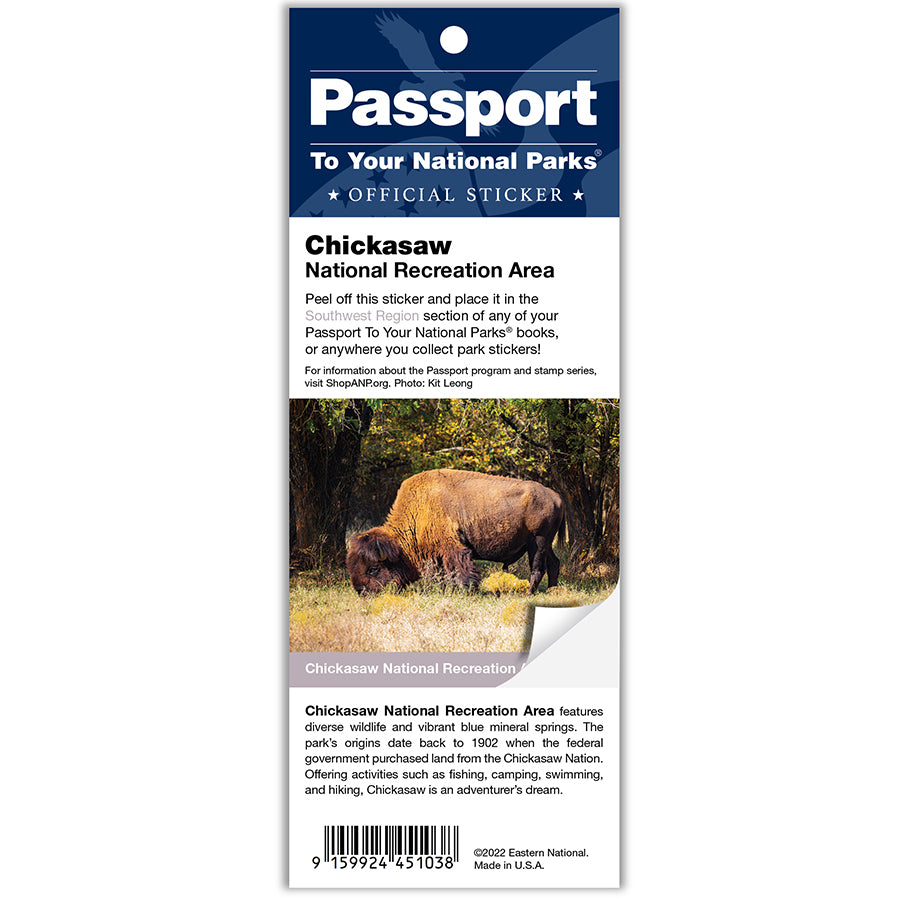 Passport
To Your National Parks®
★ OFFICIAL STICKER ★
Chickasaw
National Recreation Area
Peel off this sticker and place it in the
Southwest Region section of any of your
Passport To Your National Parks® books,
or anywhere you collect park stickers!
For information about the Passport program and stamp series,
visit ShopANP.org. Photo: Kit Leong
Chickasaw National Recreation
Chickasaw National Recreation Area features
diverse wildlife and vibrant blue mineral springs. The
park's origins date back to 1902 when the federal
government purchased land from the Chickasaw Nation.
Offering activities such as fishing, camping, swimming,
and hiking, Chickasaw is an adventurer's dream.
9 159924 451038
©2022 Eastern National.
Made in U.S.A.